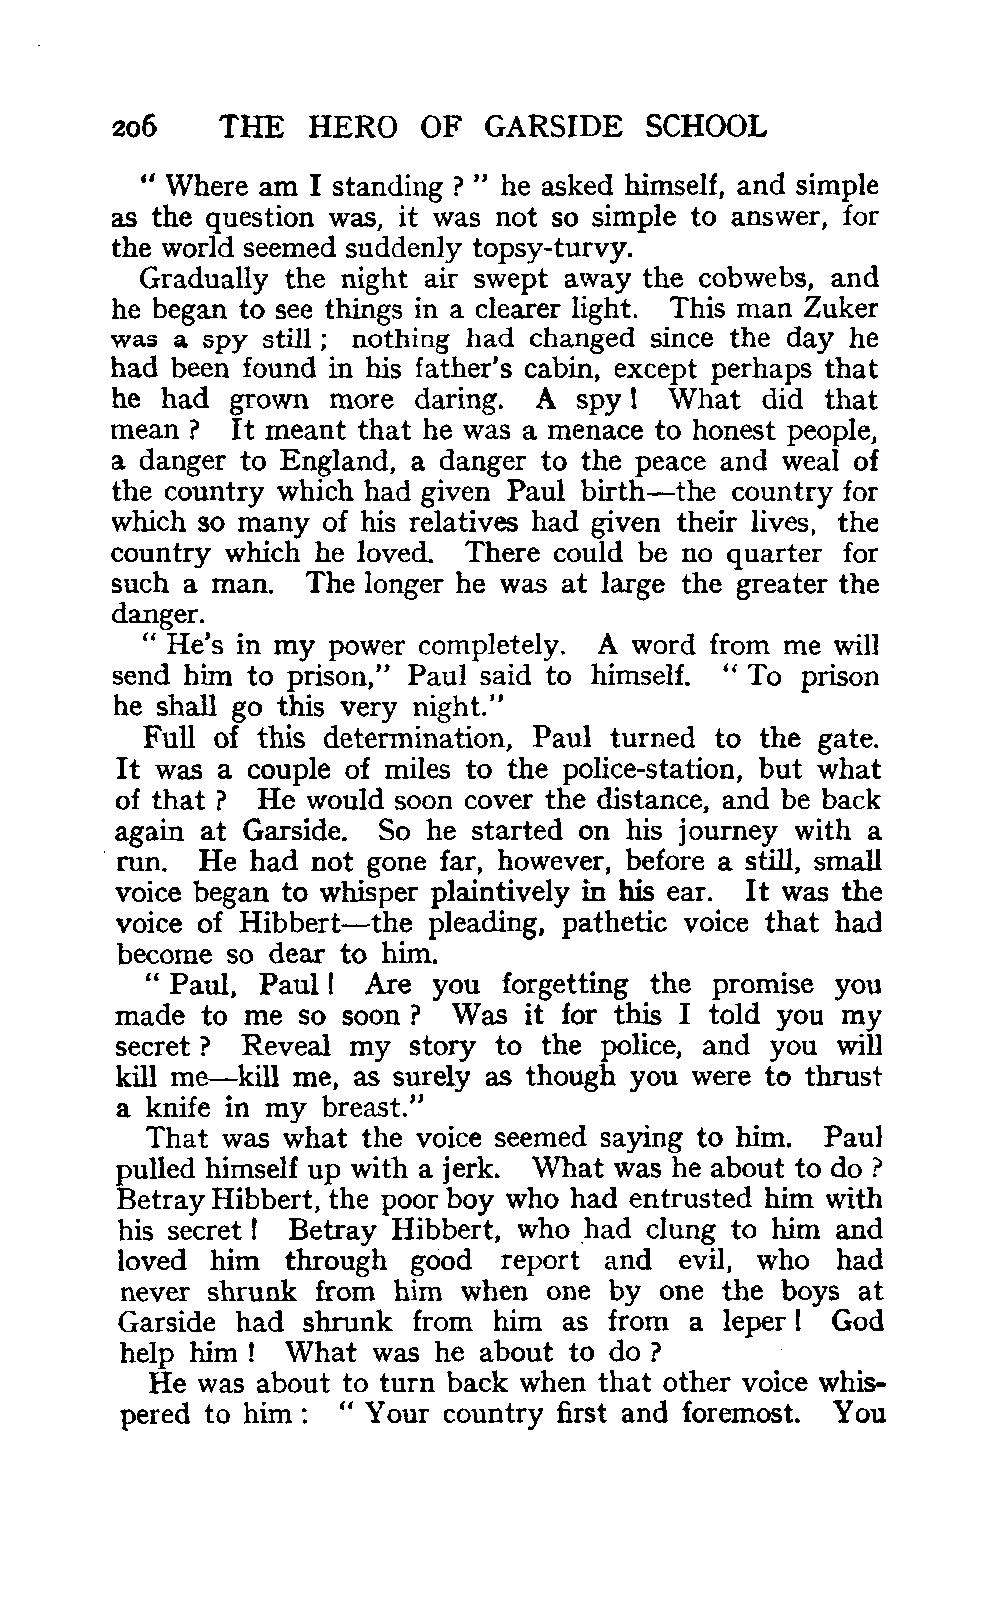 206 THE HERO OF GARSIDE SCHOOL
“ Where am I standing ? ” he asked himself, and simple
as the question was, it was not so simple to answer, for
the world seemed suddenly topsy-turvy.
Gradually the night air swept away the cobwebs, and
he began to see things in a clearer light. This man Zuker
was a spy still ; nothing had changed since the day he
had been found in his father’s cabin, except perhaps that
he had grown more daring. A spy ! What did that
mean ? It meant that he was a menace to honest people,
a danger to England, a danger to the peace and weal of
the country which had given Paul birth—the country for
which so many of his relatives had given their lives, the
country which he loved. There could be no quarter for
such a man. The longer he was at large the greater the
danger.
“ He’s in my power completely. A word from me will
send him to prison,” Paul said to himself. “ To prison
he shall go this very night.”
Full of this determination, Paul turned to the gate.
It was a couple of miles to the police-station, but what
of that ? He would soon cover the distance, and be back
again at Garside. So he started on his journey with a
run. He had not gone far, however, before a still, small
voice began to whisper plaintively in his ear. It was the
voice of Hibbert—the pleading, pathetic voice that had
become so dear to him.
“ Paul, Paul ! Are you forgetting the promise you
made to me so soon ? Was it for this I told you my
secret ? Reveal my story to the police, and you will
kill me—kill me, as surely as though you were to thrust
a knife in my breast.”
That was what the voice seemed saying to him. Paul
pulled himself up with a jerk. What was he about to do ?
Betray Hibbert, the poor boy who had entrusted him with
his secret ! Betray Hibbert, who had clung to him and
loved him through good report and evil, who had
never shrunk from him when one by one the boys at
Garside had shrunk from him as from a leper ! God
help him ! What was he about to do ?
He was about to turn back when that other voice whis-
pered to him : “ Your country first and foremost. You